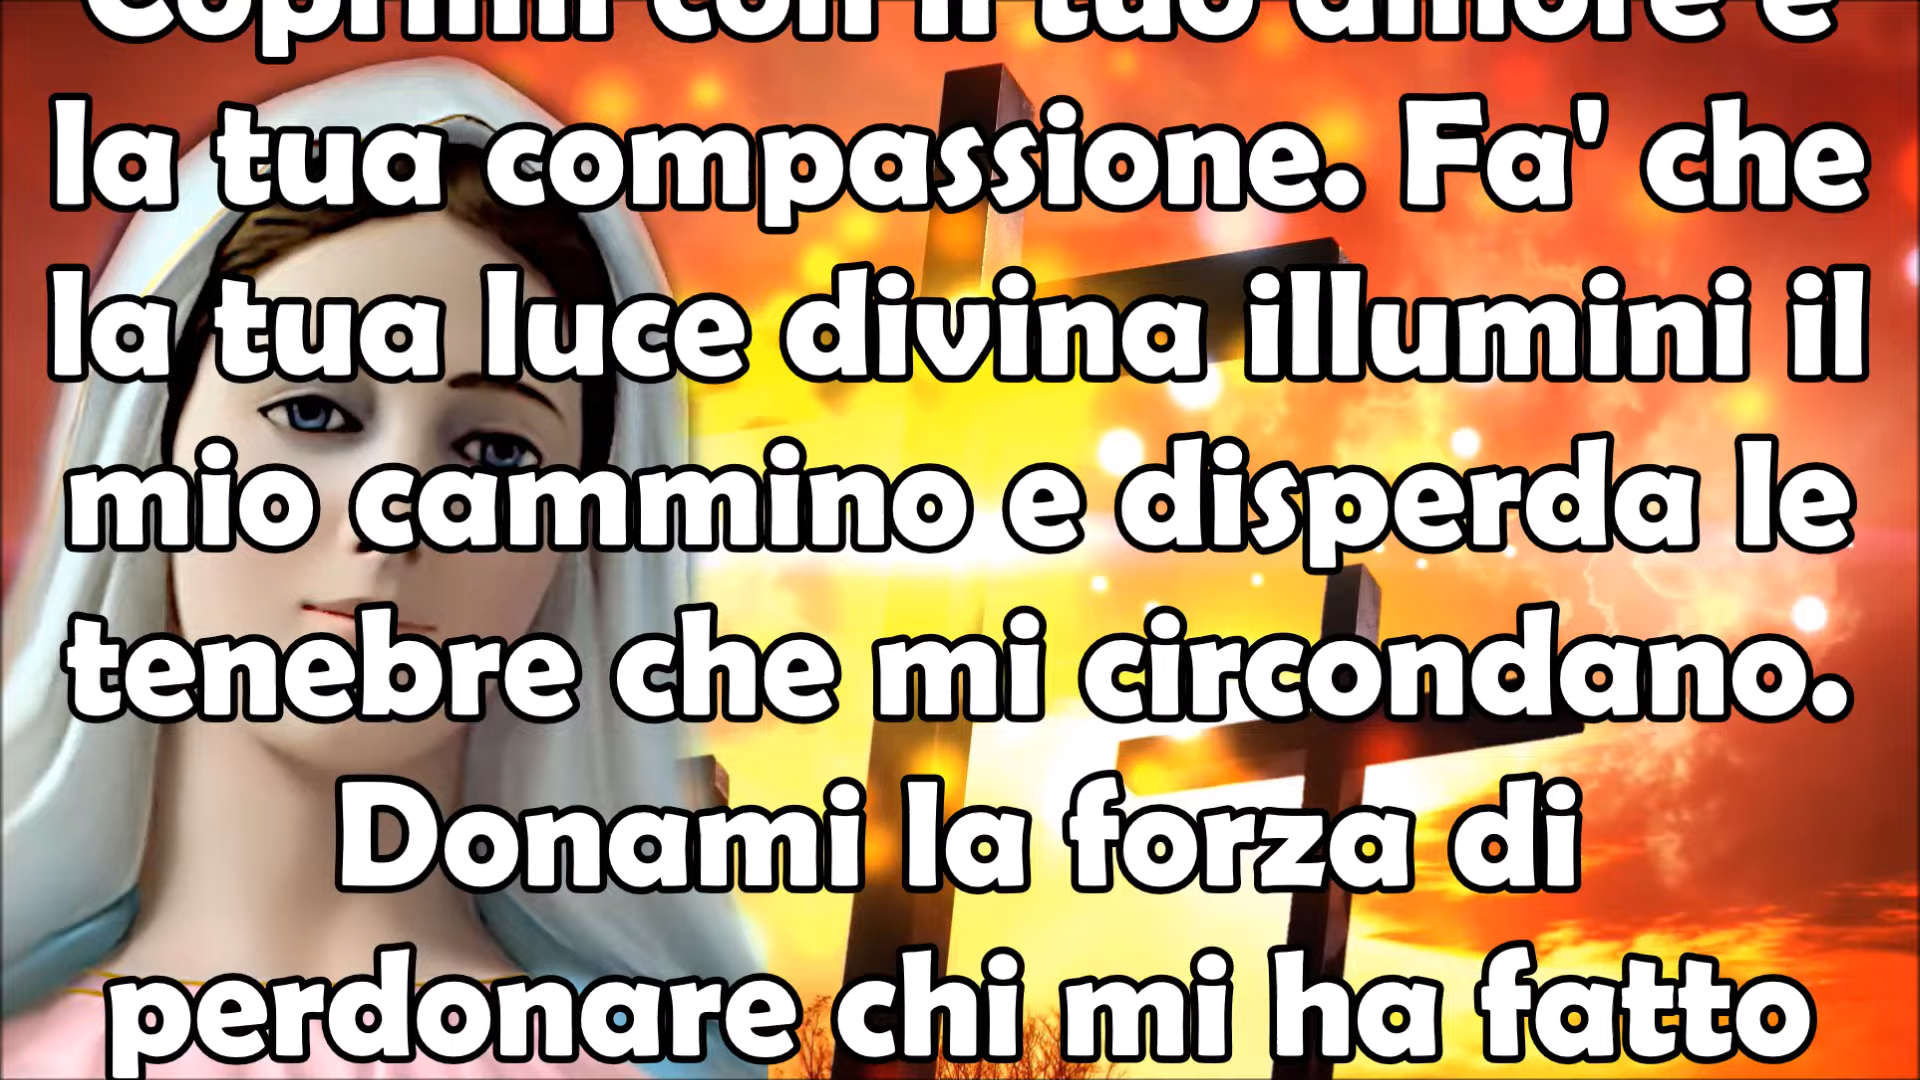 Coprimi con il tuo amore e
la tua compassione. Fa' che
la tua luce divina illumini il
mio cammino e disperda le
tenebre che mi circondano.
Donami la forza di
perdonare chi mi ha fatto